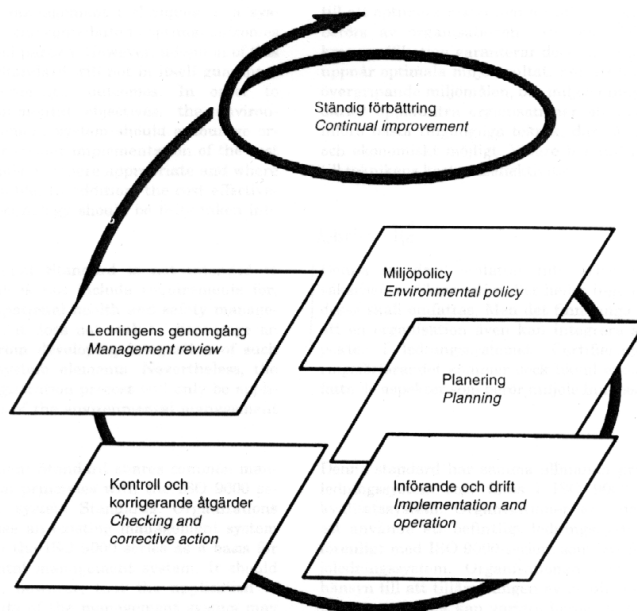 Ständig förbättring
Continual improvement
Miljöpolicy
Environmental policy
Ledningens genomgång
Management review
Planering
Planning
Kontroll och
korrigerande åtgärder
Checking and
corrective action
Införande och drift
Implementation and
operation